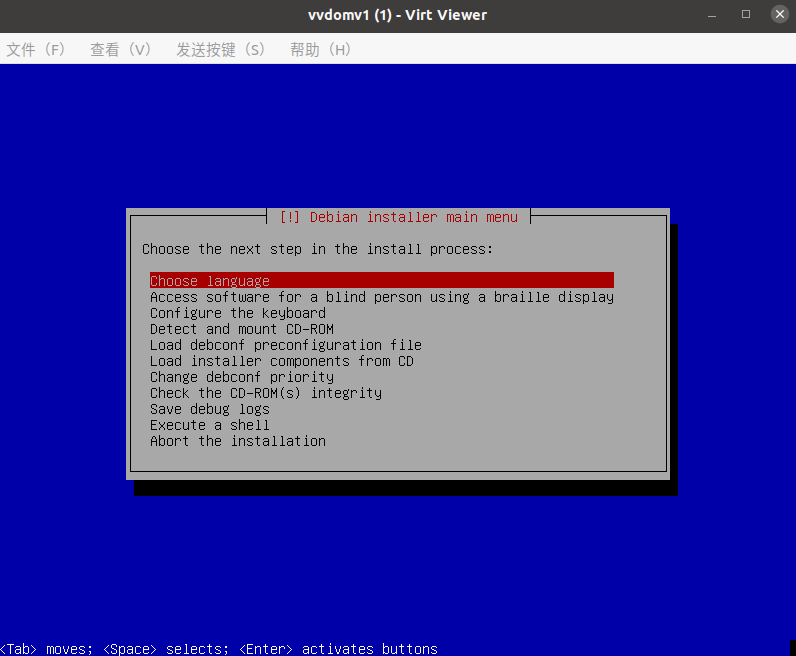 vvdomv1 (1) - Virt Viewer
文件（F） 查看（V） 发送按键（S） 帮助（H）
[!] Debian installer main menu
Choose the next step in the install process:
Choose language
Access software for a blind person using a braille display
Configure the keyboard
Detect and mount CD-ROM
Load debconf preconfiguration file
Load installer components from CD
Change debconf priority
Check the CD-ROM(s) integrity
Save debug logs
Execute a shell
Abort the installation
<Tab> moves; <Space> selects; <Enter> activates buttons